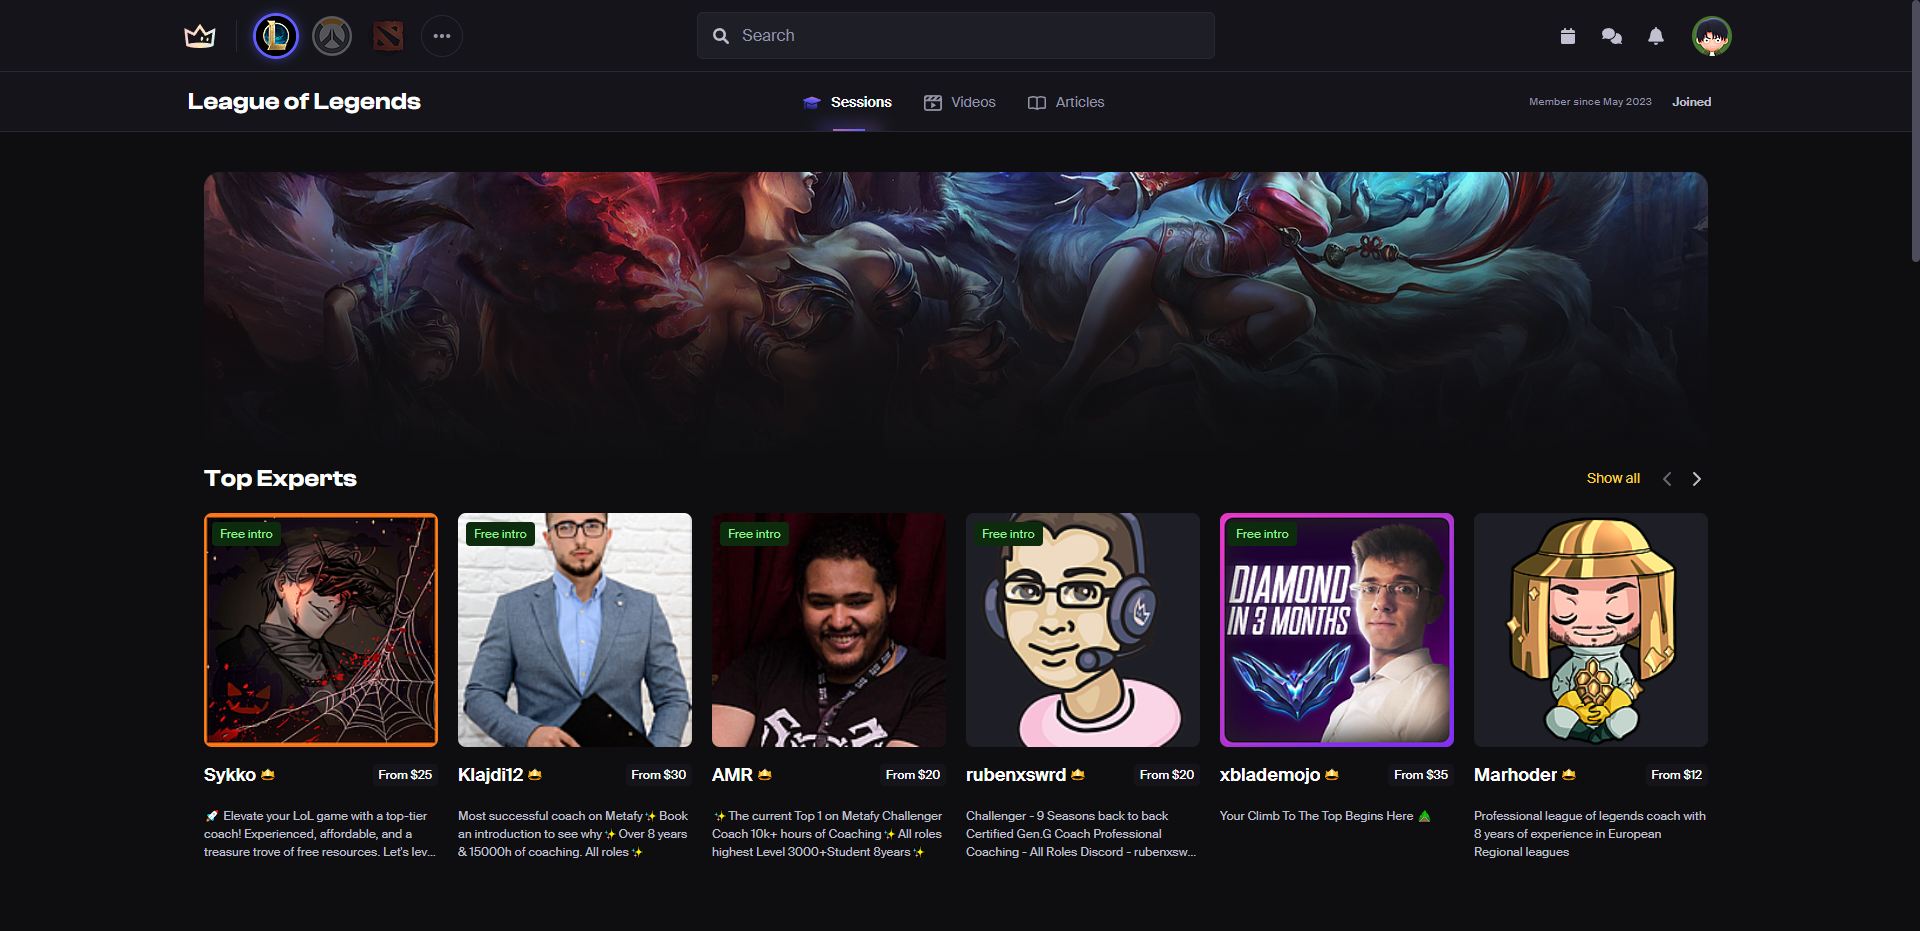 Search
League of Legends
Sessions
Videos
Articles
Member since May 2023
Joined
Top Experts
Show all
Free intro
Free intro
Free intro
Free intro
Free intro
DIAMOND
IN 3 MONTHS
Sykko
From $25
🚀 Elevate your LoL game with a top-tier
coach! Experienced, affordable, and a
treasure trove of free resources. Let's lev...
Klajdi12
From $30
Most successful coach on Metafy✨ Book
an introduction to see why✨ Over 8 years
& 15000h of coaching. All roles ✨
AMR
From $20
✨The current Top 1 on Metafy Challenger
Coach 10k+ hours of Coaching✨ All roles
highest Level 3000+Student 8years ✨
rubenxswrd
From $20
Challenger - 9 Seasons back to back
Certified Gen.G Coach Professional
Coaching - All Roles Discord - rubenxsw...
xblademojo
From $35
Your Climb To The Top Begins Here 🌲
Marhoder
From $12
Professional league of legends coach with
8 years of experience in European
Regional leagues